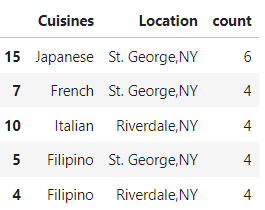 Cuisines Location count
15 Japanese St. George,NY 6
7 French St. George,NY 4
10 Italian Riverdale,NY 4
5 Filipino St. George,NY 4
4 Filipino Riverdale,NY 4